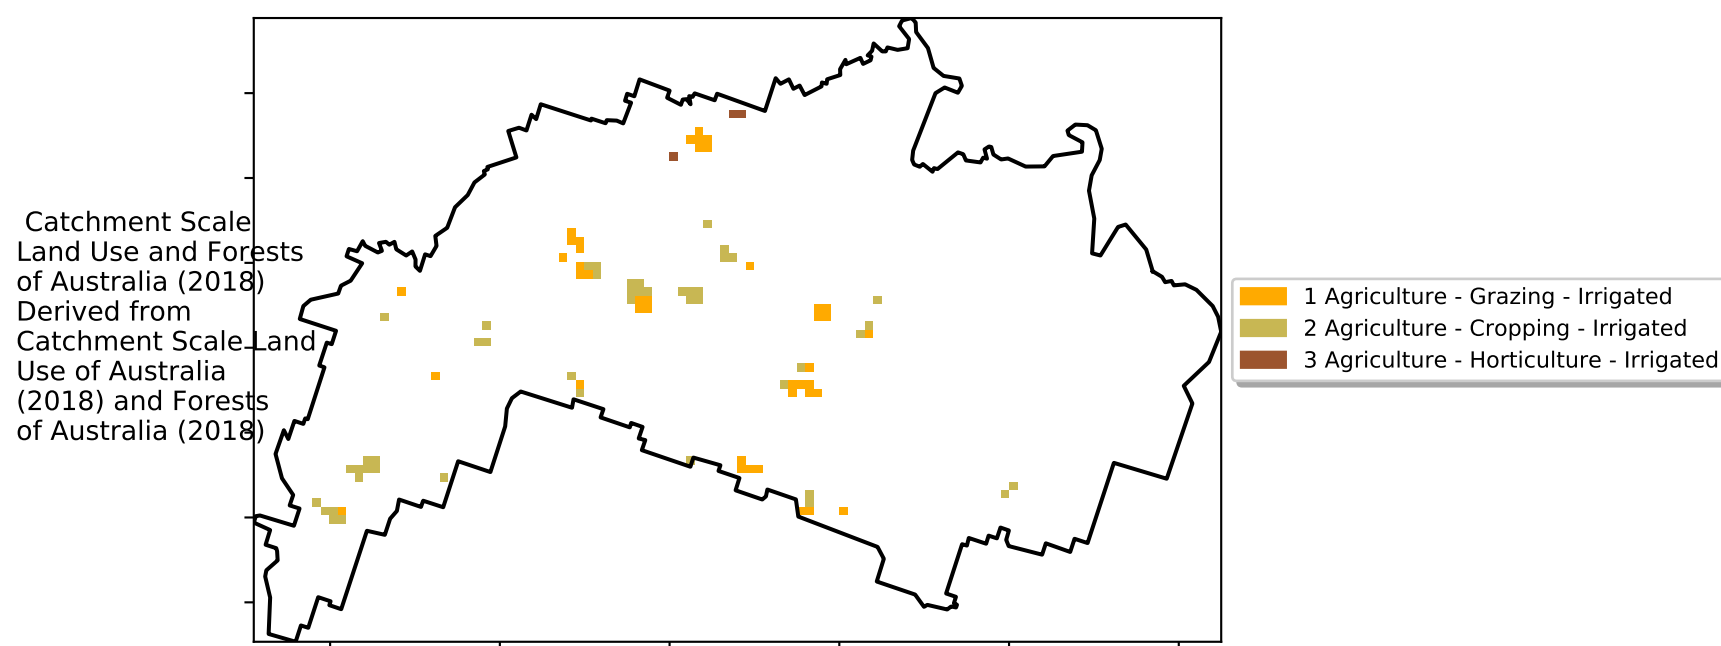 Catchment Scale
Land Use and Forests
of Australia (2018)
Derived from
Catchment Scale Land
Use of Australia
(2018) and Forests
of Australia (2018)
1 Agriculture - Grazing - Irrigated
2 Agriculture - Cropping - Irrigated
3 Agriculture - Horticulture - Irrigated